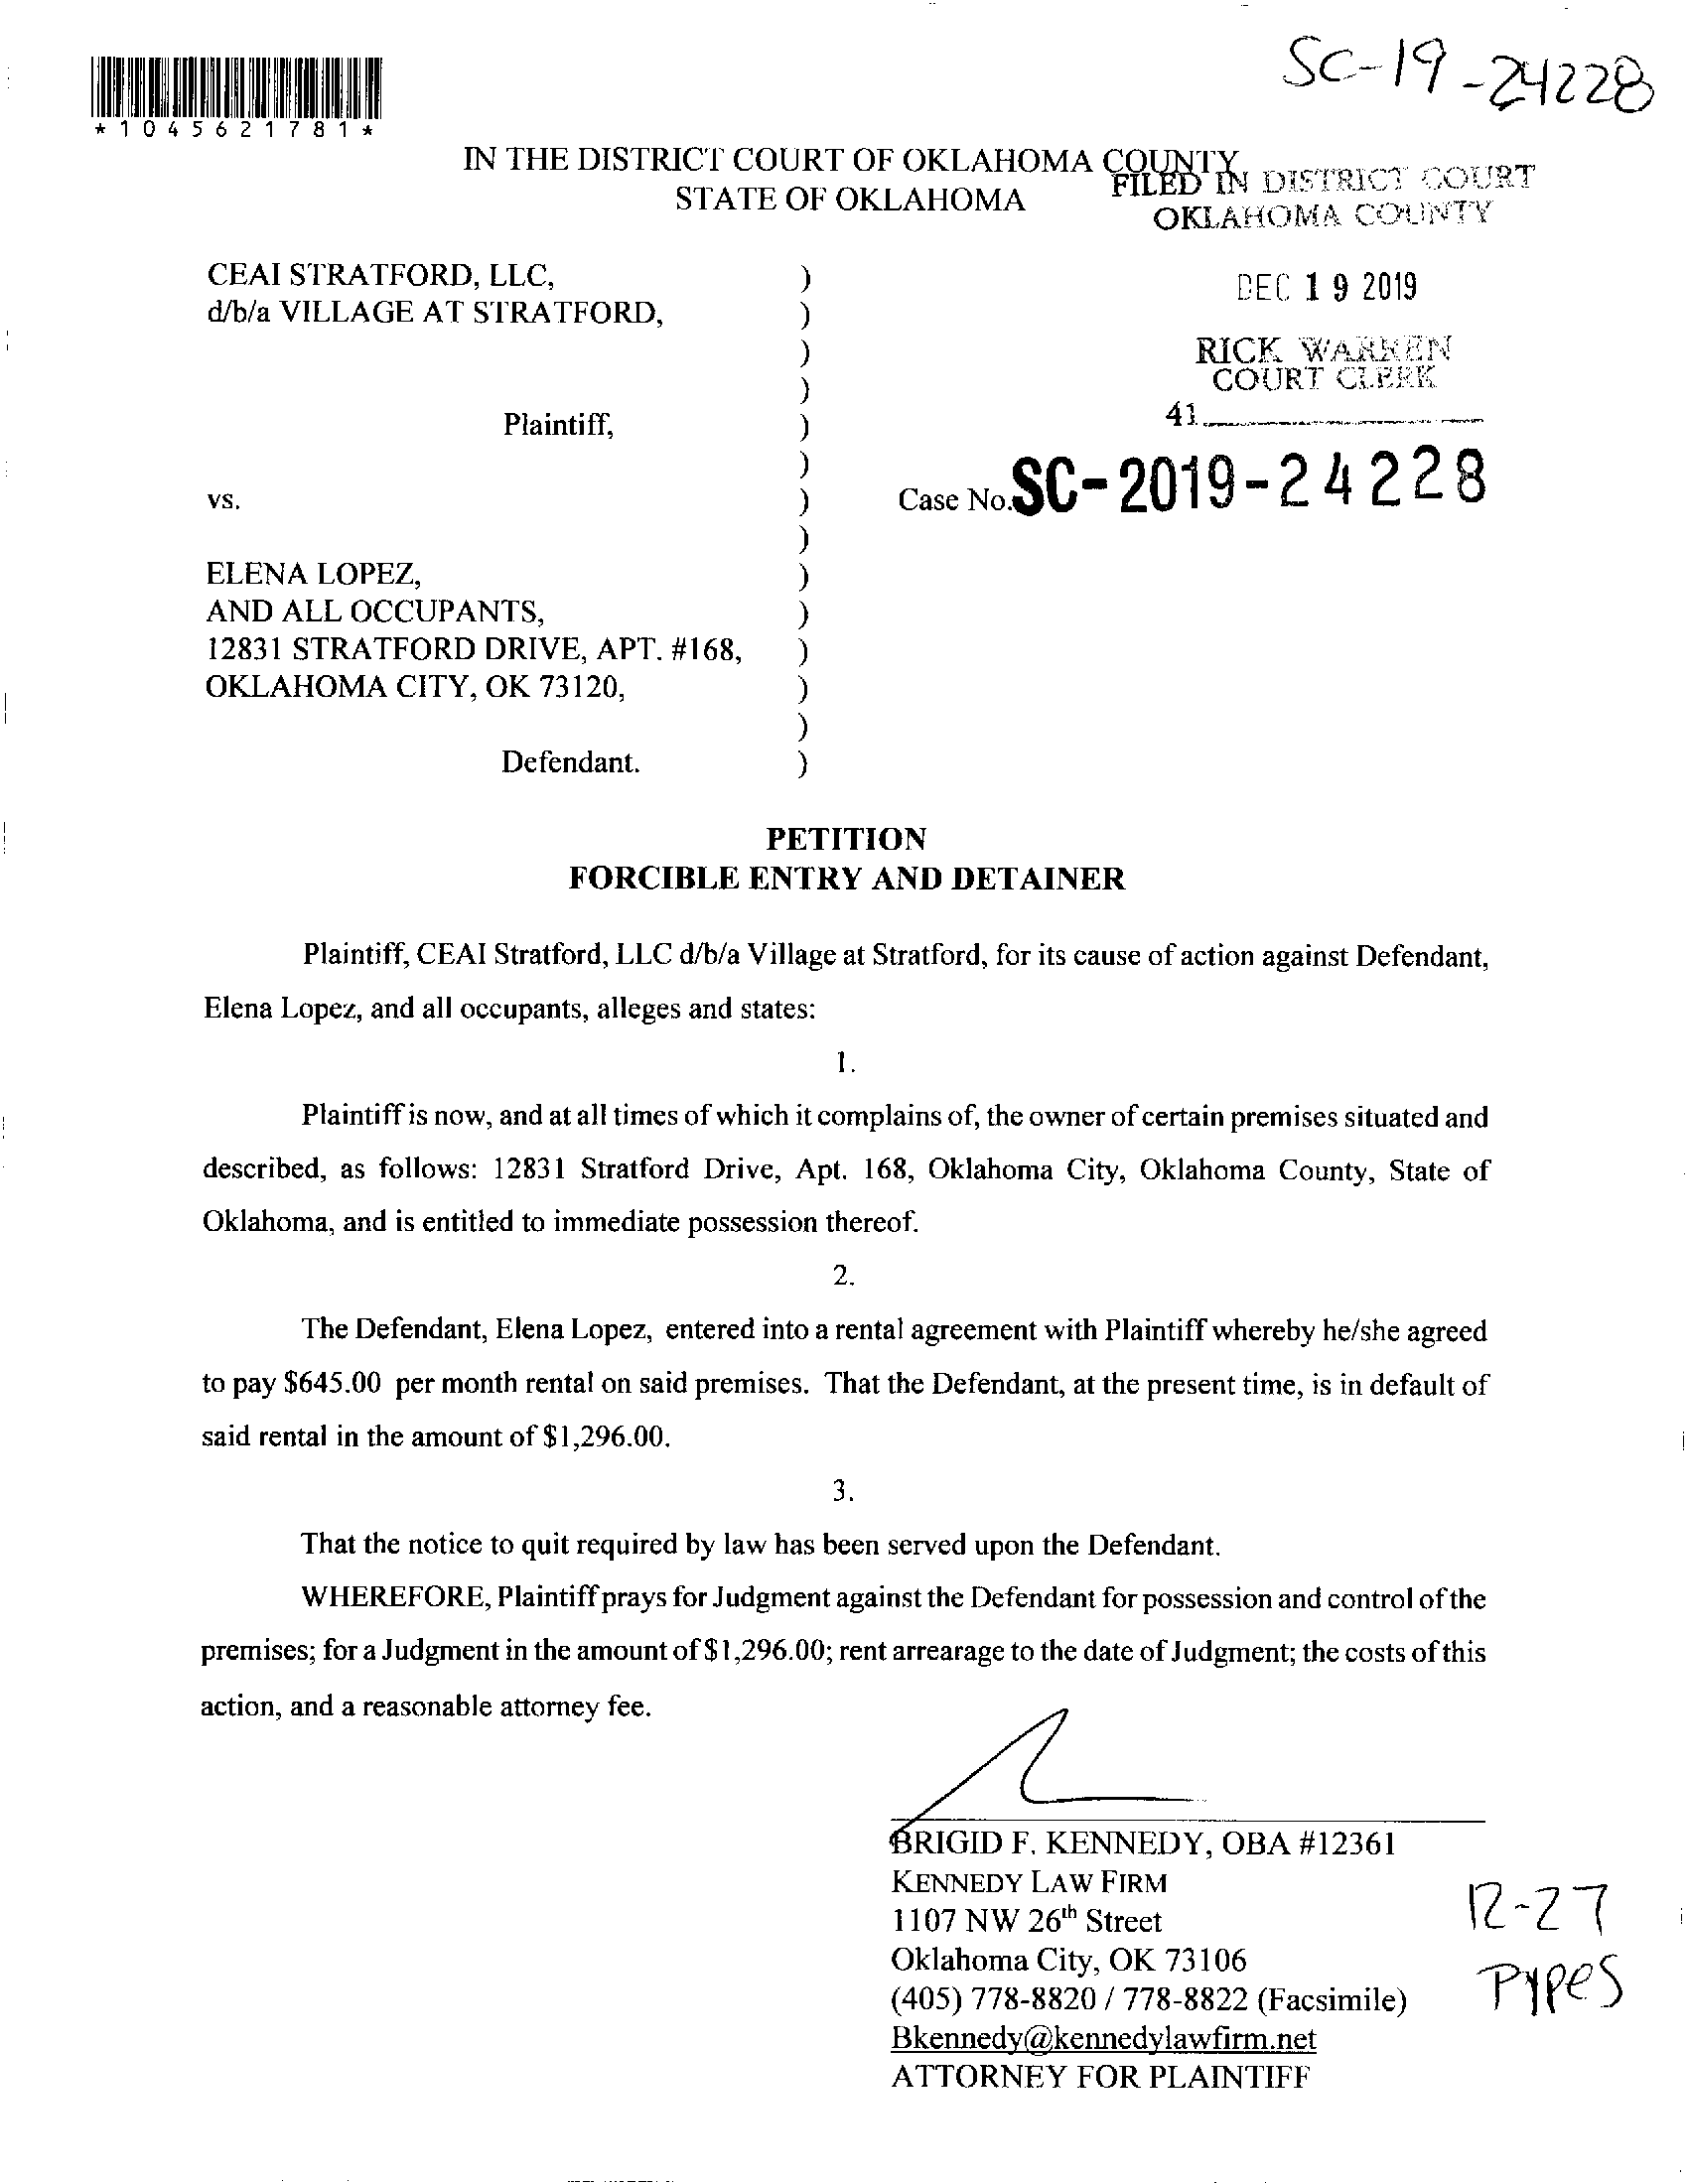 SC-19-24228
*1045621781*
IN THE DISTRICT COURT OF OKLAHOMA COUNTY
STATE OF OKLAHOMA
FILED IN DISTRICT COURT
OKLAHOMA COUNTY
DEC 19 2019
RICK WARREN
COURT CLERK
41
CEAI STRATFORD, LLC, )
d/b/a VILLAGE AT STRATFORD, )
)
)
Plaintiff, )
)
vs. ) Case No. SC-2019-24228
)
ELENA LOPEZ, )
AND ALL OCCUPANTS, )
12831 STRATFORD DRIVE, APT. #168, )
OKLAHOMA CITY, OK 73120, )
)
Defendant. )
PETITION
FORCIBLE ENTRY AND DETAINER
Plaintiff, CEAI Stratford, LLC d/b/a Village at Stratford, for its cause of action against Defendant,
Elena Lopez, and all occupants, alleges and states:
1.
Plaintiff is now, and at all times of which it complains of, the owner of certain premises situated and
described, as follows: 12831 Stratford Drive, Apt. 168, Oklahoma City, Oklahoma County, State of
Oklahoma, and is entitled to immediate possession thereof.
2.
The Defendant, Elena Lopez, entered into a rental agreement with Plaintiff whereby he/she agreed
to pay $645.00 per month rental on said premises. That the Defendant, at the present time, is in default of
said rental in the amount of $1,296.00.
3.
That the notice to quit required by law has been served upon the Defendant.
WHEREFORE, Plaintiff prays for Judgment against the Defendant for possession and control of the
premises; for a Judgment in the amount of $1,296.00; rent arrearage to the date of Judgment; the costs of this
action, and a reasonable attorney fee.
BRIGID F. KENNEDY, OBA #12361
KENNEDY LAW FIRM
1107 NW 26th Street
Oklahoma City, OK 73106
(405) 778-8820 / 778-8822 (Facsimile)
Bkennedy@kennedylawfirm.net
ATTORNEY FOR PLAINTIFF
12-27
PYPES